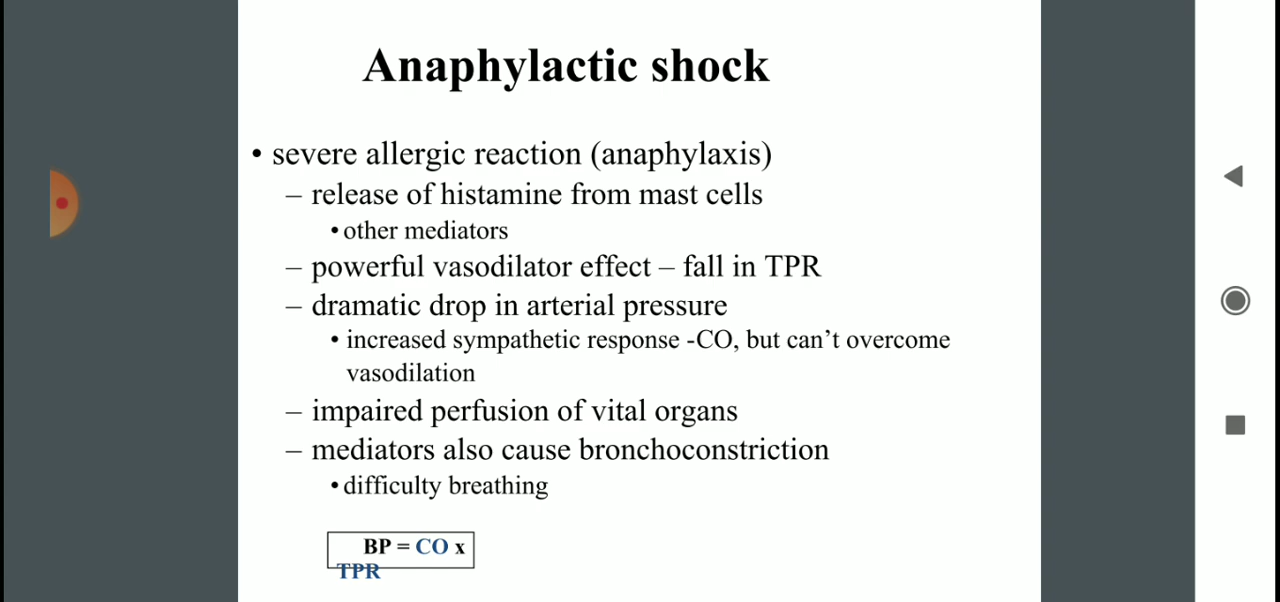 Anaphylactic shock
• severe allergic reaction (anaphylaxis)
– release of histamine from mast cells
• other mediators
– powerful vasodilator effect – fall in TPR
– dramatic drop in arterial pressure
• increased sympathetic response -CO, but can’t overcome
vasodilation
– impaired perfusion of vital organs
– mediators also cause bronchoconstriction
• difficulty breathing
BP = CO x
TPR